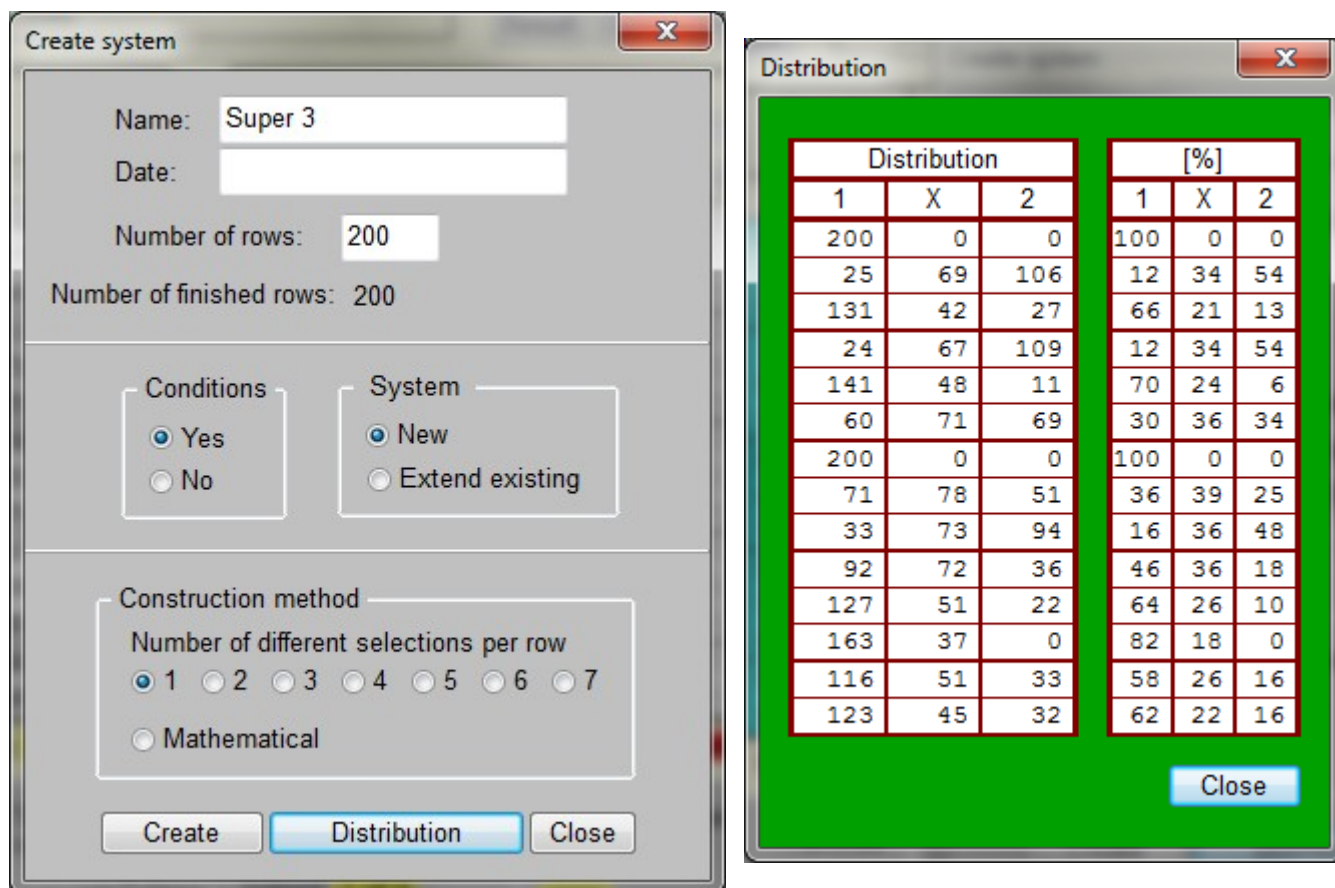 Create system
Name: Super 3
Date:
Number of rows: 200
Number of finished rows: 200
Conditions
Yes
No
System
New
Extend existing
Construction method
Number of different selections per row
1 2 3 4 5 6 7
Mathematical
Create Distribution Close
Distribution
Distribution [%]
1 X 2 1 X 2
200 0 0 100 0 0
25 69 106 12 34 54
131 42 27 66 21 13
24 67 109 12 34 54
141 48 11 70 24 6
60 71 69 30 36 34
200 0 0 100 0 0
71 78 51 36 39 25
33 73 94 16 36 48
92 72 36 46 36 18
127 51 22 64 26 10
163 37 0 82 18 0
116 51 33 58 26 16
123 45 32 62 22 16
Close